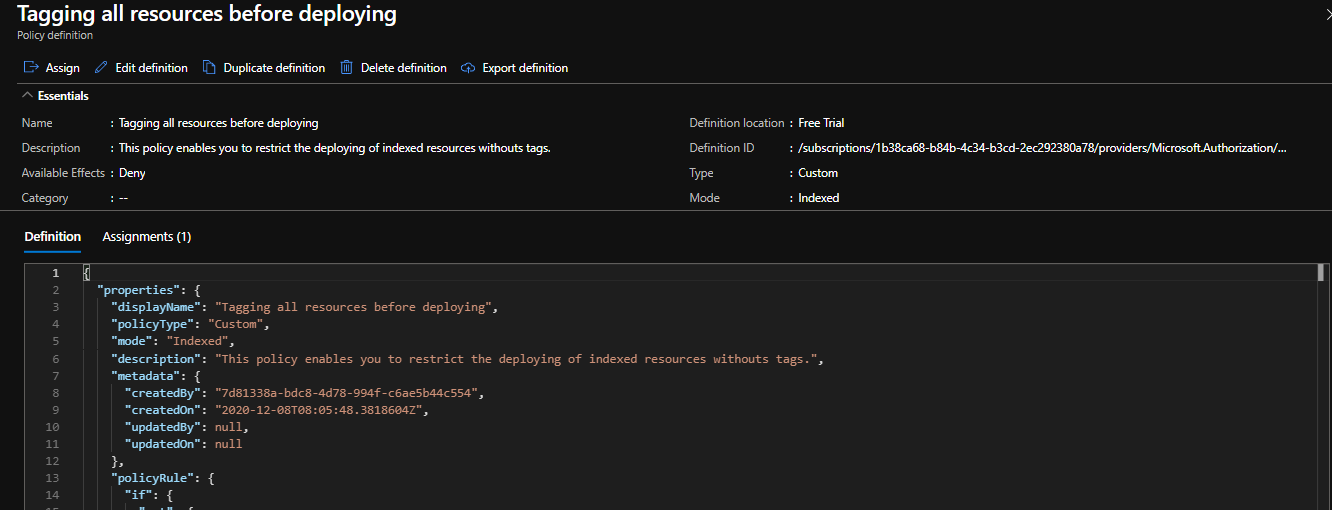 Tagging all resources before deploying
Policy definition
Assign Edit definition Duplicate definition Delete definition Export definition
Essentials
Name : Tagging all resources before deploying
Definition location : Free Trial
Description : This policy enables you to restrict the deploying of indexed resources withouts tags.
Definition ID : /subscriptions/1b38ca68-b84b-4c34-b3cd-2ec292380a78/providers/Microsoft.Authorization/...
Available Effects : Deny
Type : Custom
Category : --
Mode : Indexed
Definition Assignments (1)
1 {
2 "properties": {
3 "displayName": "Tagging all resources before deploying",
4 "policyType": "Custom",
5 "mode": "Indexed",
6 "description": "This policy enables you to restrict the deploying of indexed resources withouts tags.",
7 "metadata": {
8 "createdBy": "7d81338a-bdc8-4d78-994f-c6ae5b44c554",
9 "createdOn": "2020-12-08T08:05:48.3818604Z",
10 "updatedBy": null,
11 "updatedOn": null
12 },
13 "policyRule": {
14 "if": {